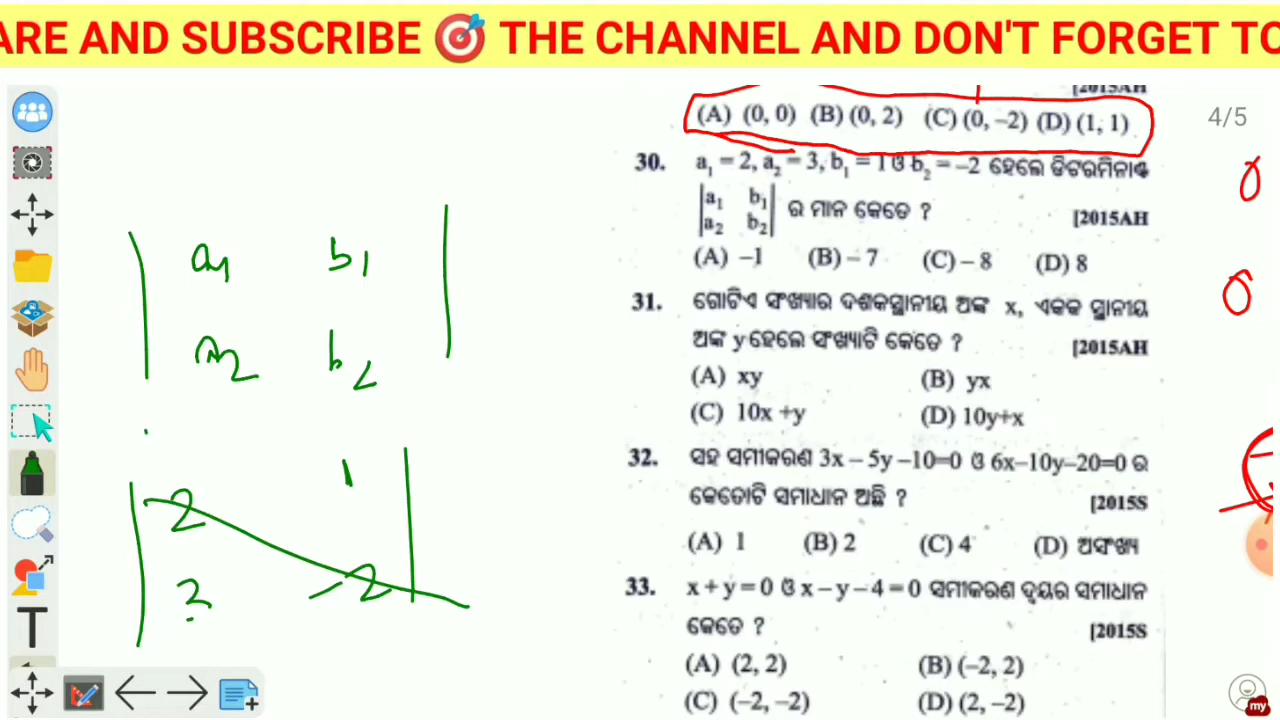 ARE AND SUBSCRIBE 🎯 THE CHANNEL AND DON'T FORGET TO
[2015AH
(A) (0, 0) (B) (0, 2) (C) (0, –2) (D) (1, 1)
4/5
30. a₁ = 2, a₂ = 3, b₁ = 1 ଓ b₂ = –2 ହେଲେ ଡିଟରମିନାଣ୍ଟ
|a₁ b₁|
|a₂ b₂| ର ମାନ କେତେ ? [2015AH
(A) –1 (B) – 7 (C) – 8 (D) 8
31. ଗୋଟିଏ ସଂଖ୍ୟାର ଦଶକସ୍ଥାନୀୟ ଅଙ୍କ x, ଏକକ ସ୍ଥାନୀୟ
ଅଙ୍କ y ହେଲେ ସଂଖ୍ୟାଟି କେତେ ? [2015AH
(A) xy (B) yx
(C) 10x +y (D) 10y+x
32. ସହ ସମୀକରଣ 3x – 5y –10=0 ଓ 6x–10y–20=0 ର
କେତୋଟି ସମାଧାନ ଅଛି ? [2015S
(A) 1 (B) 2 (C) 4 (D) ଅସଂଖ୍ୟ
33. x + y = 0 ଓ x – y – 4 = 0 ସମୀକରଣ ଦ୍ୱୟର ସମାଧାନ
କେତେ ? [2015S
(A) (2, 2) (B) (–2, 2)
(C) (–2, –2) (D) (2, –2)
a₁ b₁
a₂ b₂
2 1
3 –2
T
my